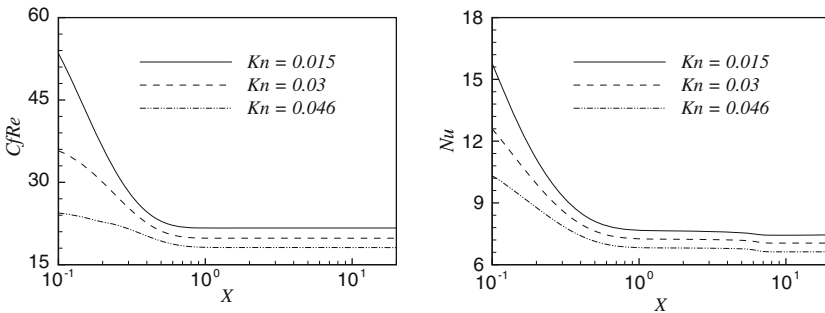 60
45
30
15
CfRe
Kn = 0.015
Kn = 0.03
Kn = 0.046
10⁻¹ 10⁰ 10¹
X
18
15
12
9
6
Nu
Kn = 0.015
Kn = 0.03
Kn = 0.046
10⁻¹ 10⁰ 10¹
X